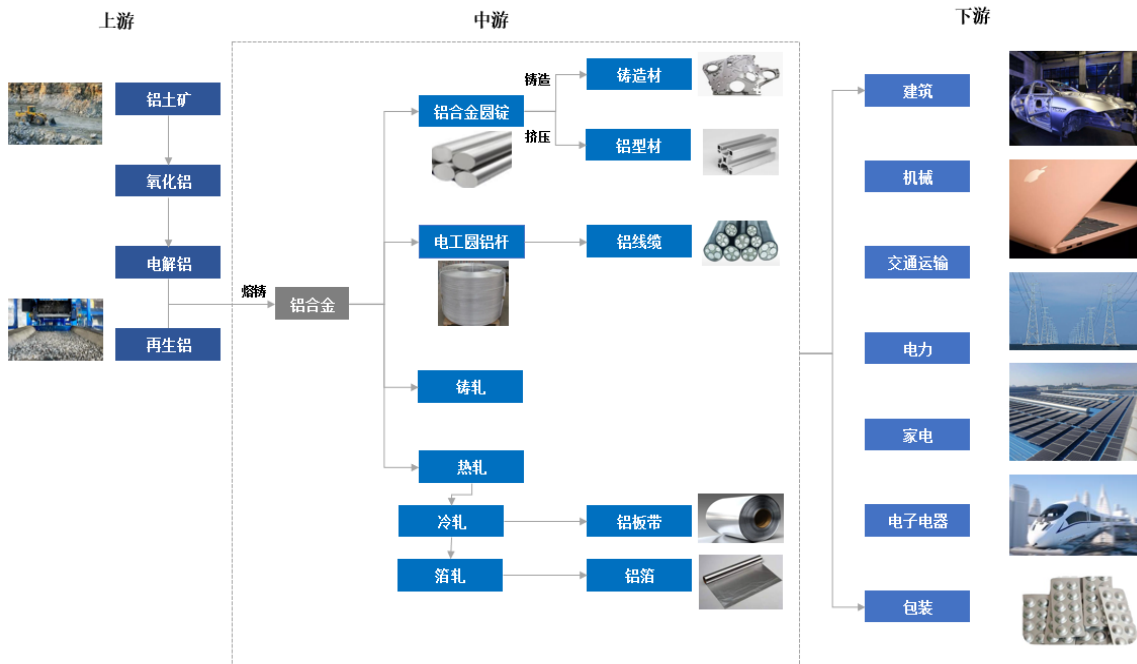 上游
中游
下游
铝土矿
氧化铝
电解铝
再生铝
熔铸
铝合金
铝合金圆锭
铸造
挤压
铸造材
铝型材
电工圆铝杆
铝线缆
铸轧
热轧
冷轧
铝板带
箔轧
铝箔
建筑
机械
交通运输
电力
家电
电子电器
包装